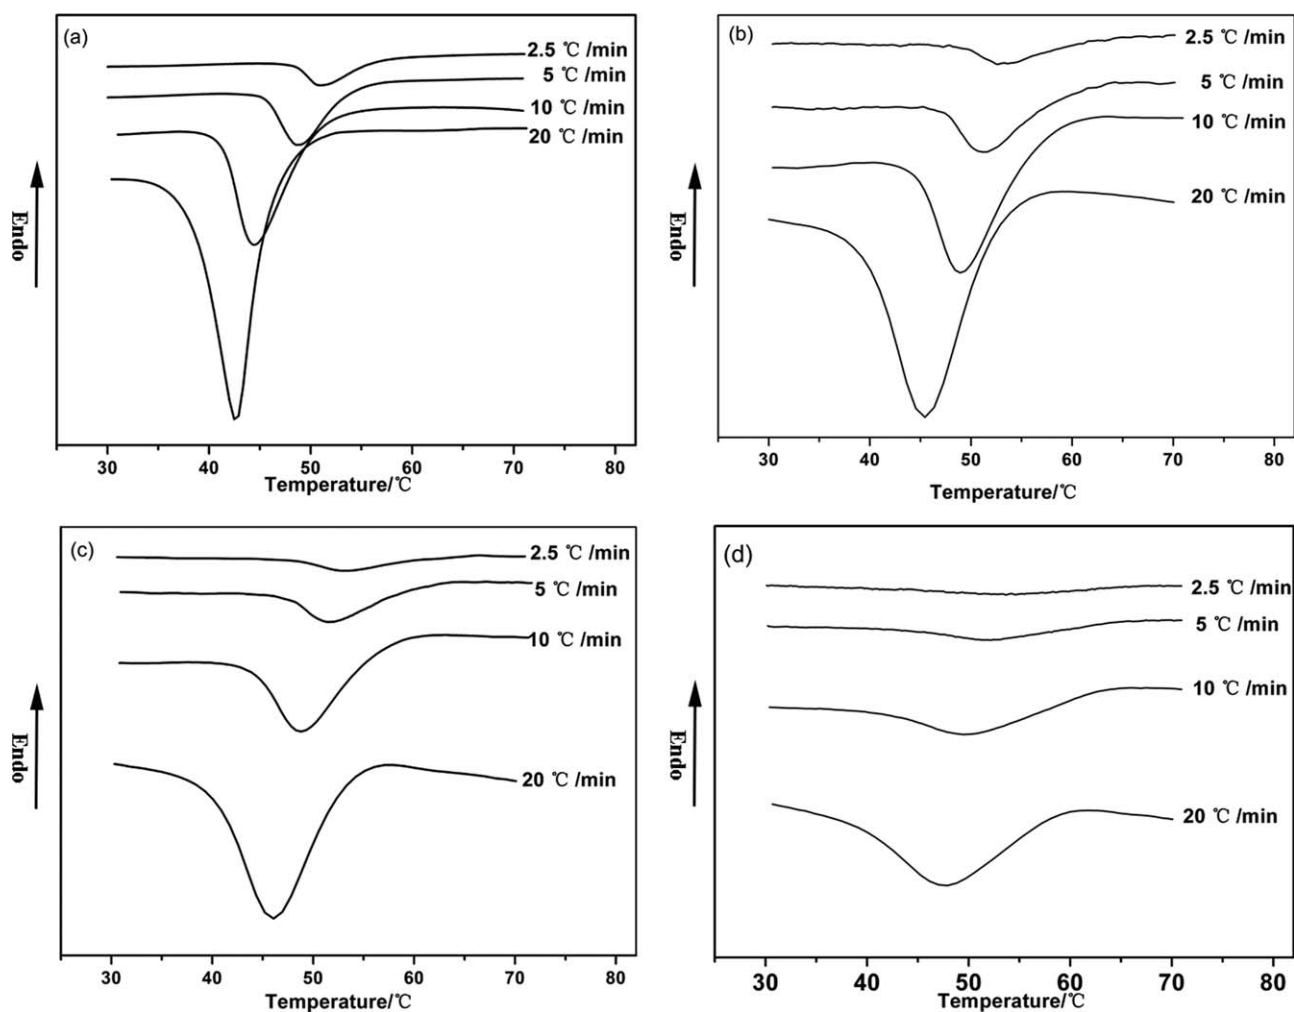 (a)
2.5 ℃ /min
5 ℃ /min
10 ℃ /min
20 ℃ /min
Endo
30 40 50 60 70 80
Temperature/℃
(b)
2.5 ℃ /min
5 ℃ /min
10 ℃ /min
20 ℃ /min
Endo
30 40 50 60 70 80
Temperature/℃
(c)
2.5 ℃ /min
5 ℃ /min
10 ℃ /min
20 ℃ /min
Endo
30 40 50 60 70 80
Temperature/℃
(d)
2.5 ℃ /min
5 ℃ /min
10 ℃ /min
20 ℃ /min
Endo
30 40 50 60 70 80
Temperature/℃